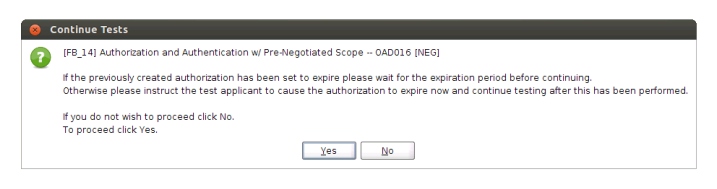 Continue Tests
[FB_14] Authorization and Authentication w/ Pre-Negotiated Scope -- OAD016 [NEG]
If the previously created authorization has been set to expire please wait for the expiration period before continuing.
Otherwise please instruct the test applicant to cause the authorization to expire now and continue testing after this has been performed.
If you do not wish to proceed click No.
To proceed click Yes.
Yes No